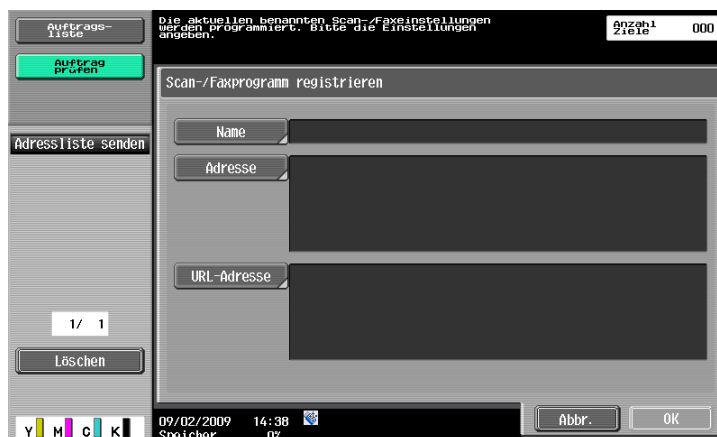 Auftrags-
liste
Auftrag
prüfen
Adressliste senden
1/ 1
Löschen
Y M C K
Die aktuellen benannten Scan-/Faxeinstellungen
werden programmiert. Bitte die Einstellungen
angeben.
Anzahl
Ziele
000
Scan-/Faxprogramm registrieren
Name
Adresse
URL-Adresse
09/02/2009 14:38
Speicher 0%
Abbr.
OK